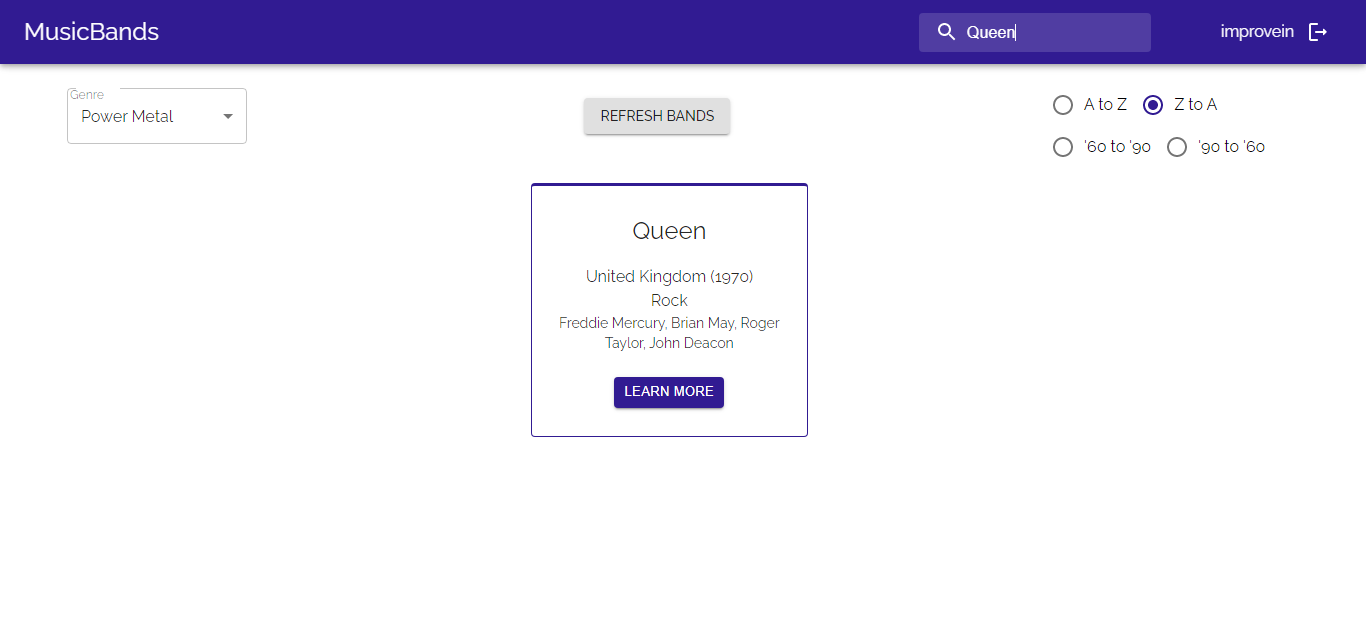 MusicBands
Queen
improvein
Genre
Power Metal
REFRESH BANDS
A to Z
Z to A
'60 to '90
'90 to '60
Queen
United Kingdom (1970)
Rock
Freddie Mercury, Brian May, Roger
Taylor, John Deacon
LEARN MORE